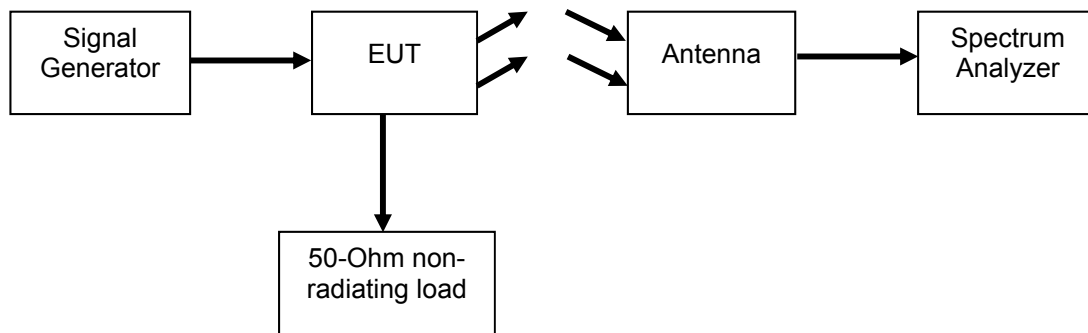 Signal
Generator
EUT
Antenna
Spectrum
Analyzer
50-Ohm non-
radiating load